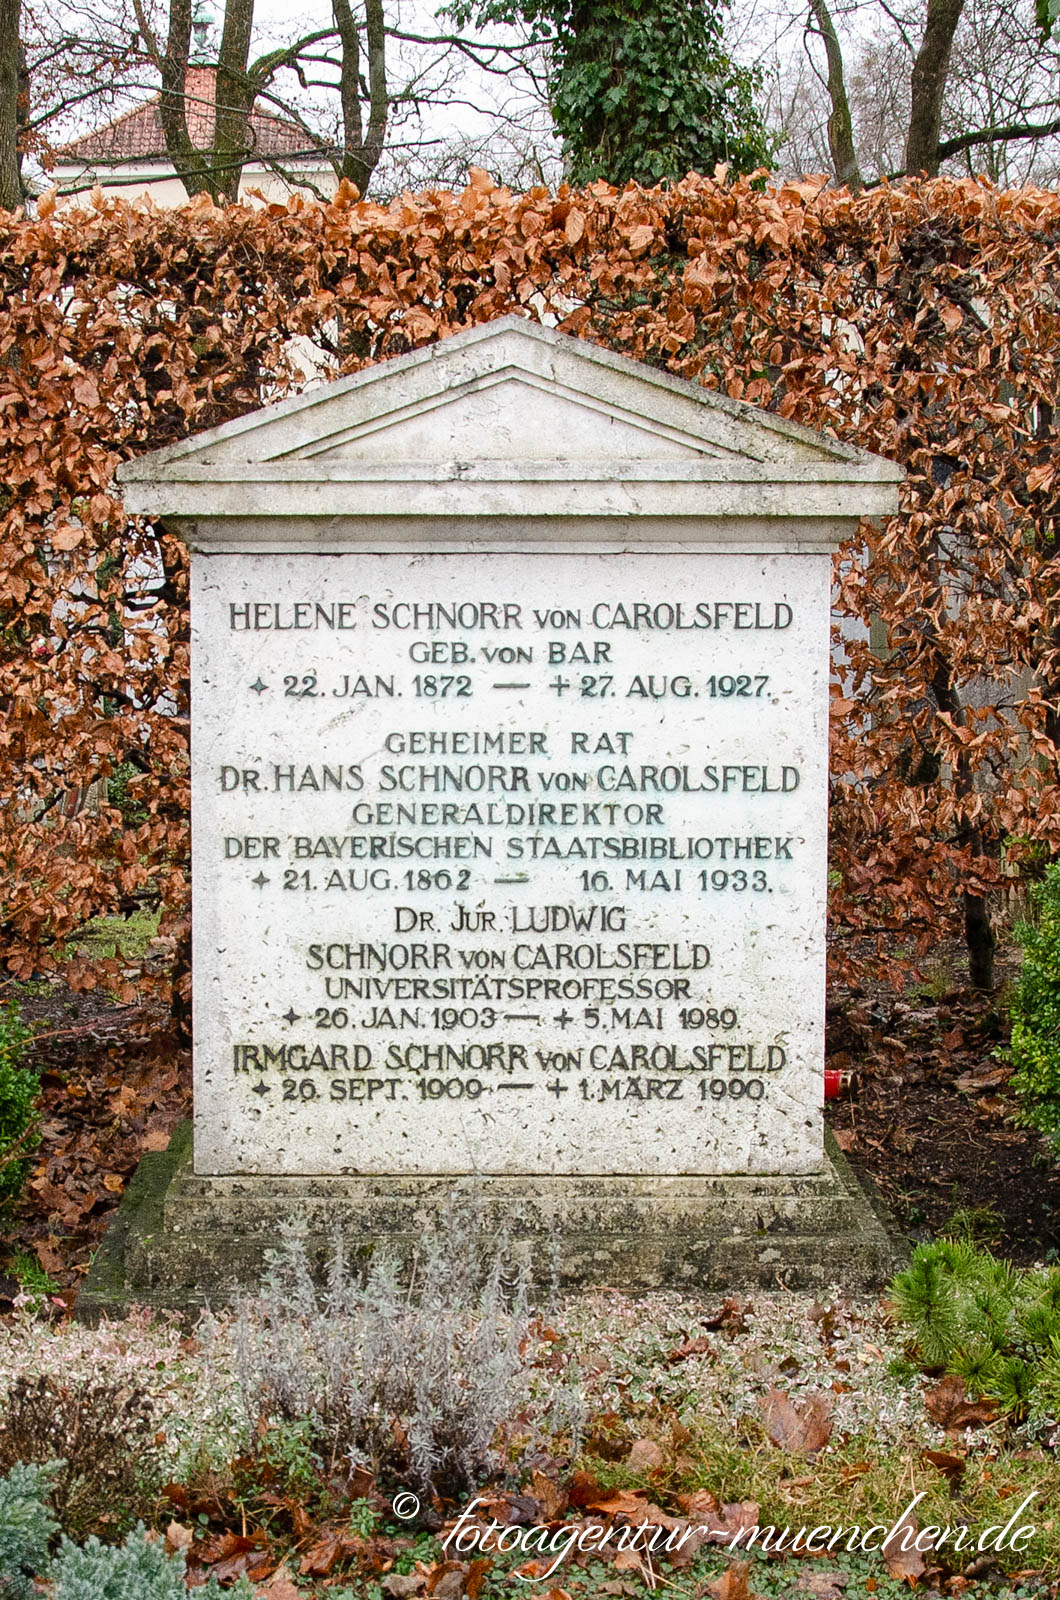 HELENE SCHNORR VON CAROLSFELD
GEB. VON BAR
✦ 22. JAN. 1872 — + 27. AUG. 1927.
GEHEIMER RAT
DR. HANS SCHNORR VON CAROLSFELD
GENERALDIREKTOR
DER BAYERISCHEN STAATSBIBLIOTHEK
✦ 21. AUG. 1862 — 16. MAI 1933.
DR. JUR. LUDWIG
SCHNORR VON CAROLSFELD
UNIVERSITÄTSPROFESSOR
✦ 26. JAN. 1903 — + 5. MAI 1989.
IRMGARD SCHNORR VON CAROLSFELD
✦ 26. SEPT. 1909 — + 1. MÄRZ 1990.
© fotoagentur-muenchen.de